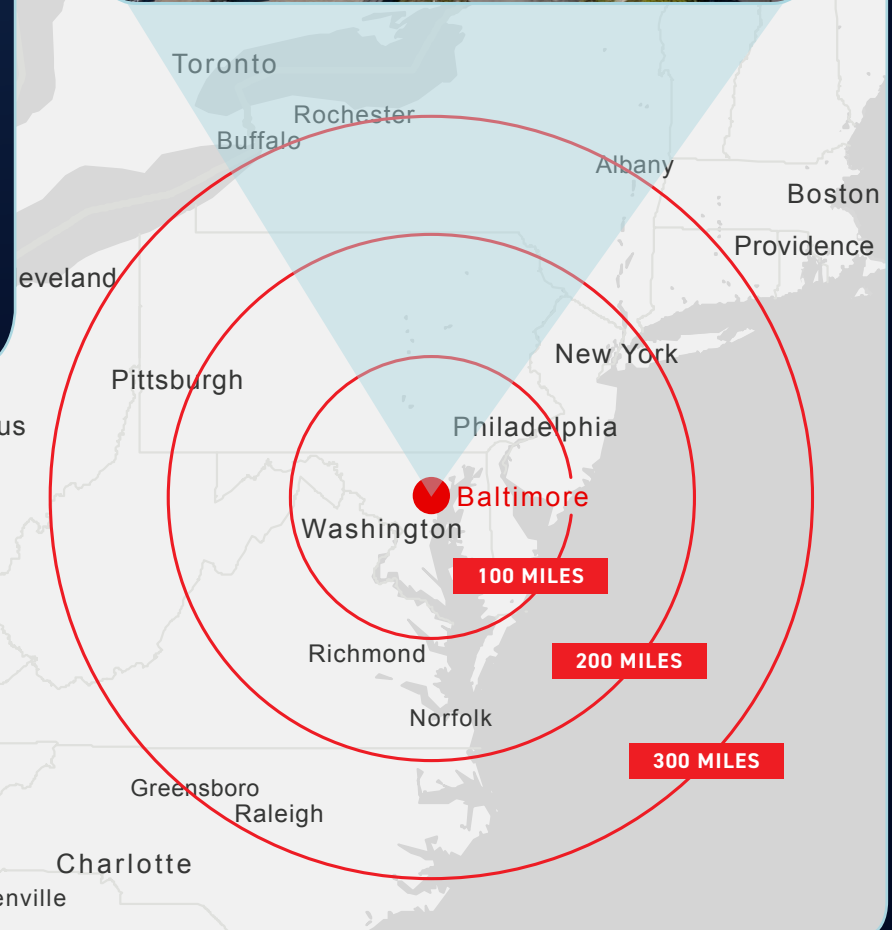 Toronto
Rochester
Buffalo
Albany
Boston
Providence
eveland
New York
Pittsburgh
us
Philadelphia
Baltimore
Washington
100 MILES
Richmond
200 MILES
Norfolk
300 MILES
Greensboro
Raleigh
Charlotte
enville